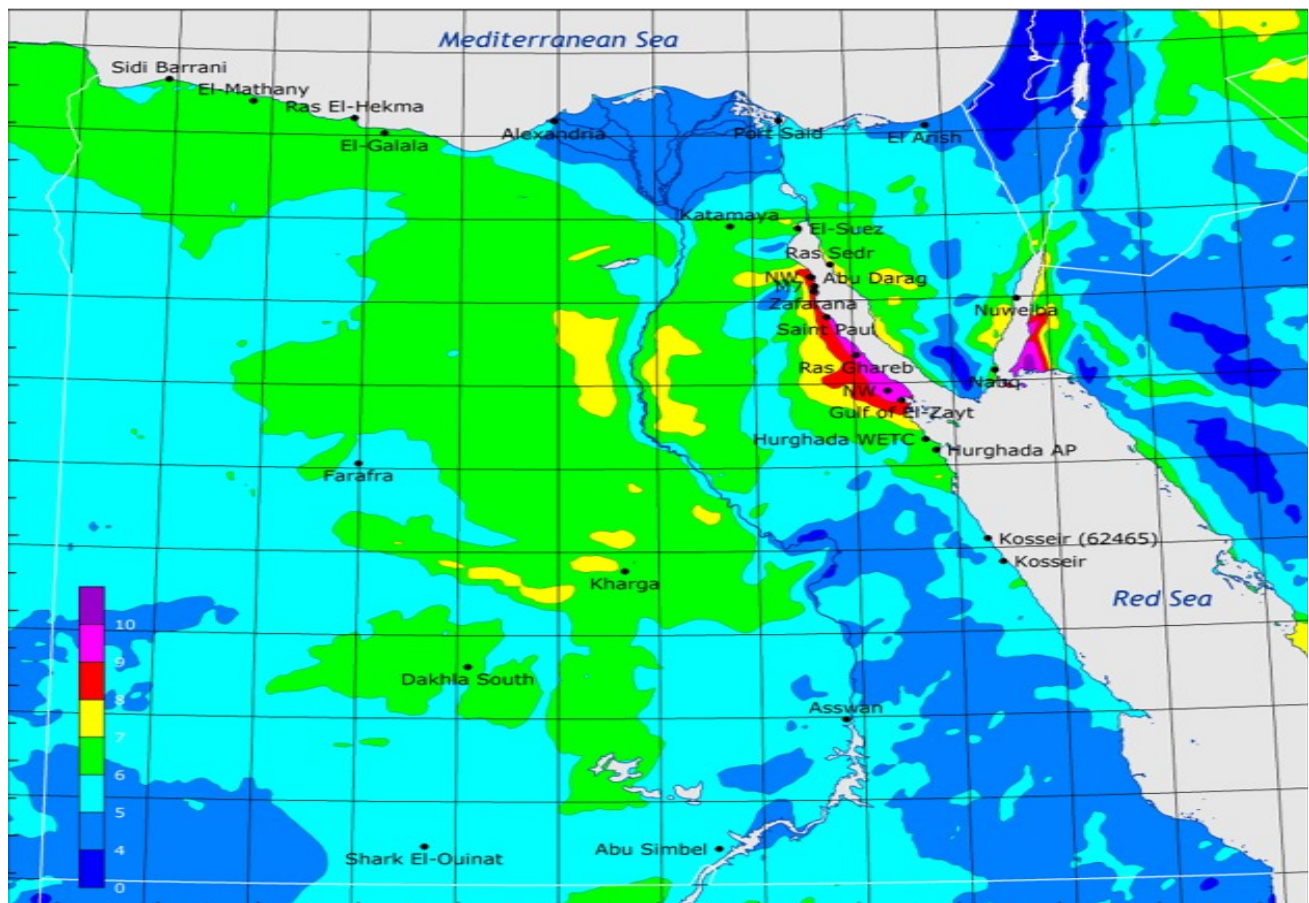 Mediterranean Sea
Sidi Barrani
El-Mathany
Ras El-Hekma
El-Galala
Alexandria
Port Said
El Arish
Katamaya
El-Suez
Ras Sedr
NW
Abu Darag
M7
Zafarana
Saint Paul
Nuweiba
Ras Ghareb
Nabq
NW
Gulf of El-Zayt
Hurghada WETC
Hurghada AP
Farafra
Kosseir (62465)
Kosseir
Kharga
Red Sea
10
9
8
7
6
5
4
0
Dakhla South
Asswan
Shark El-Ouinat
Abu Simbel